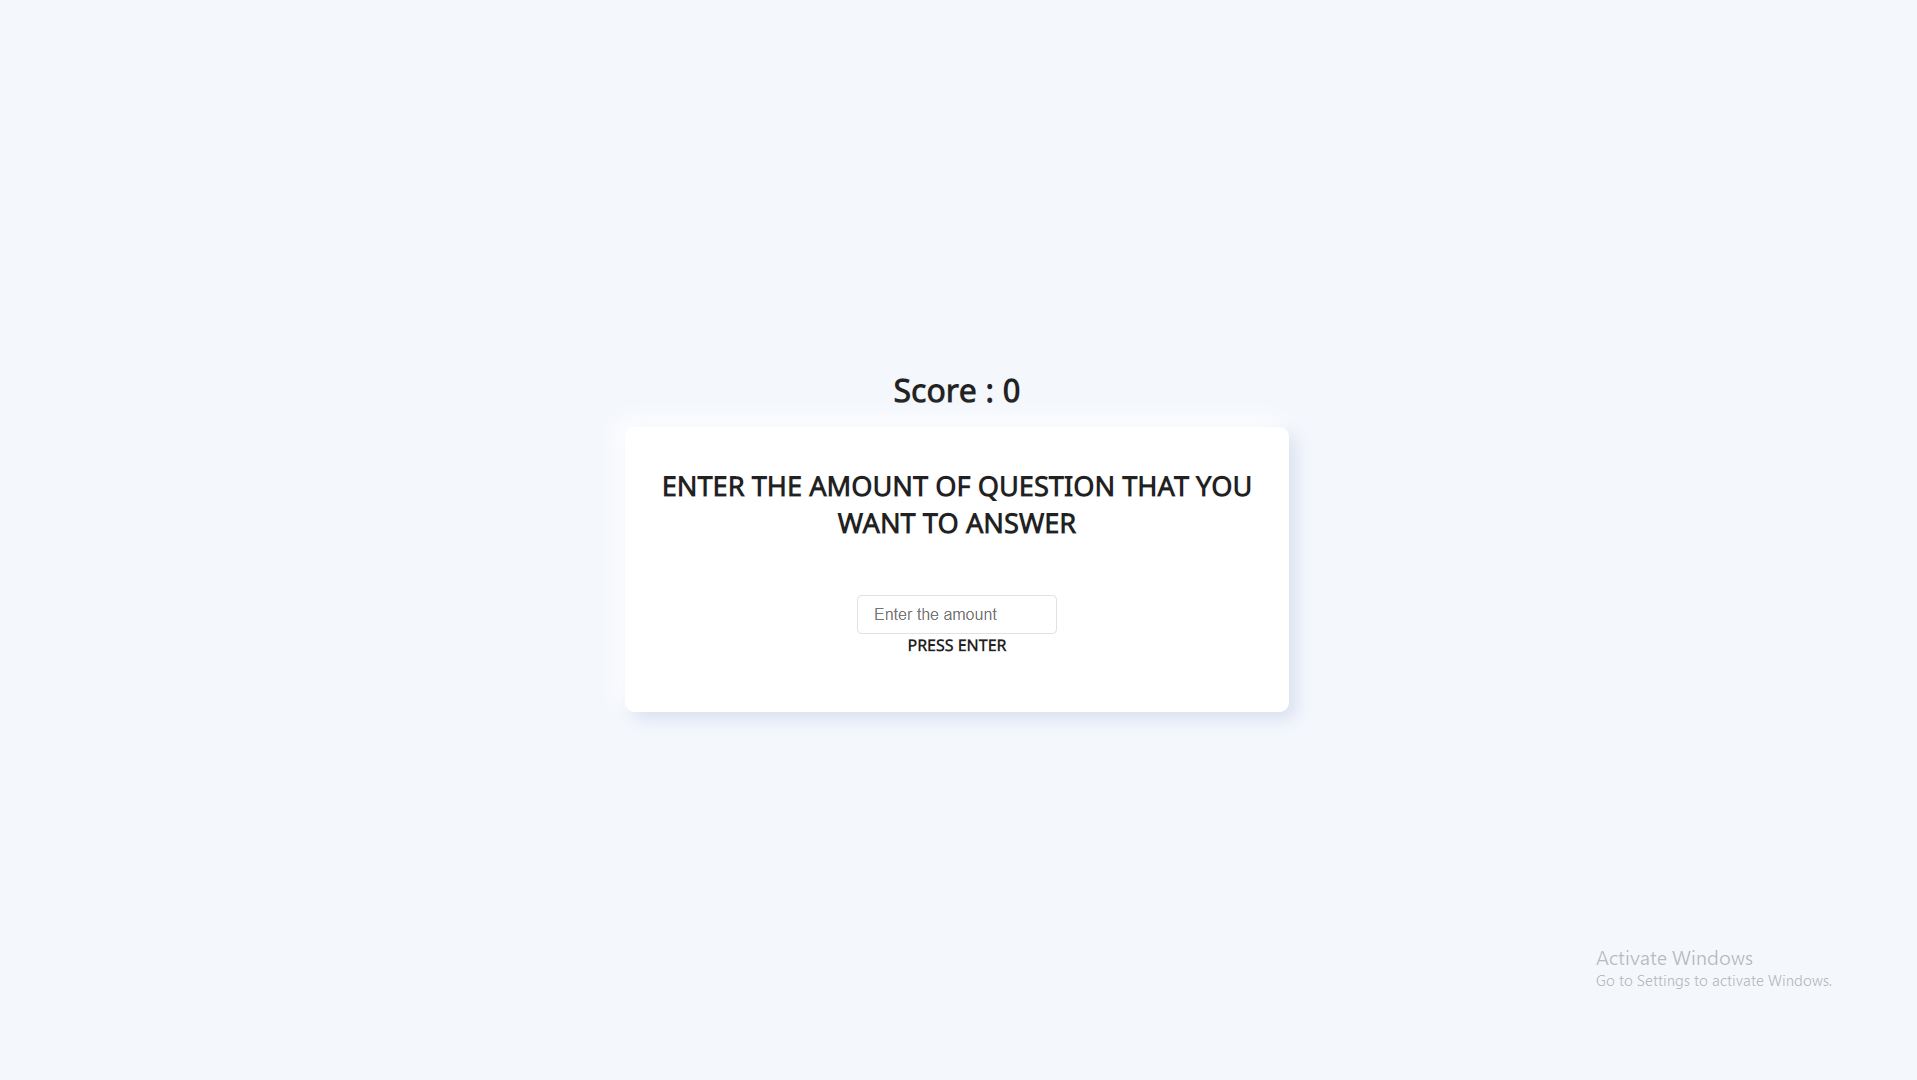 Score : 0
ENTER THE AMOUNT OF QUESTION THAT YOU
WANT TO ANSWER
Enter the amount
PRESS ENTER
Activate Windows
Go to Settings to activate Windows.